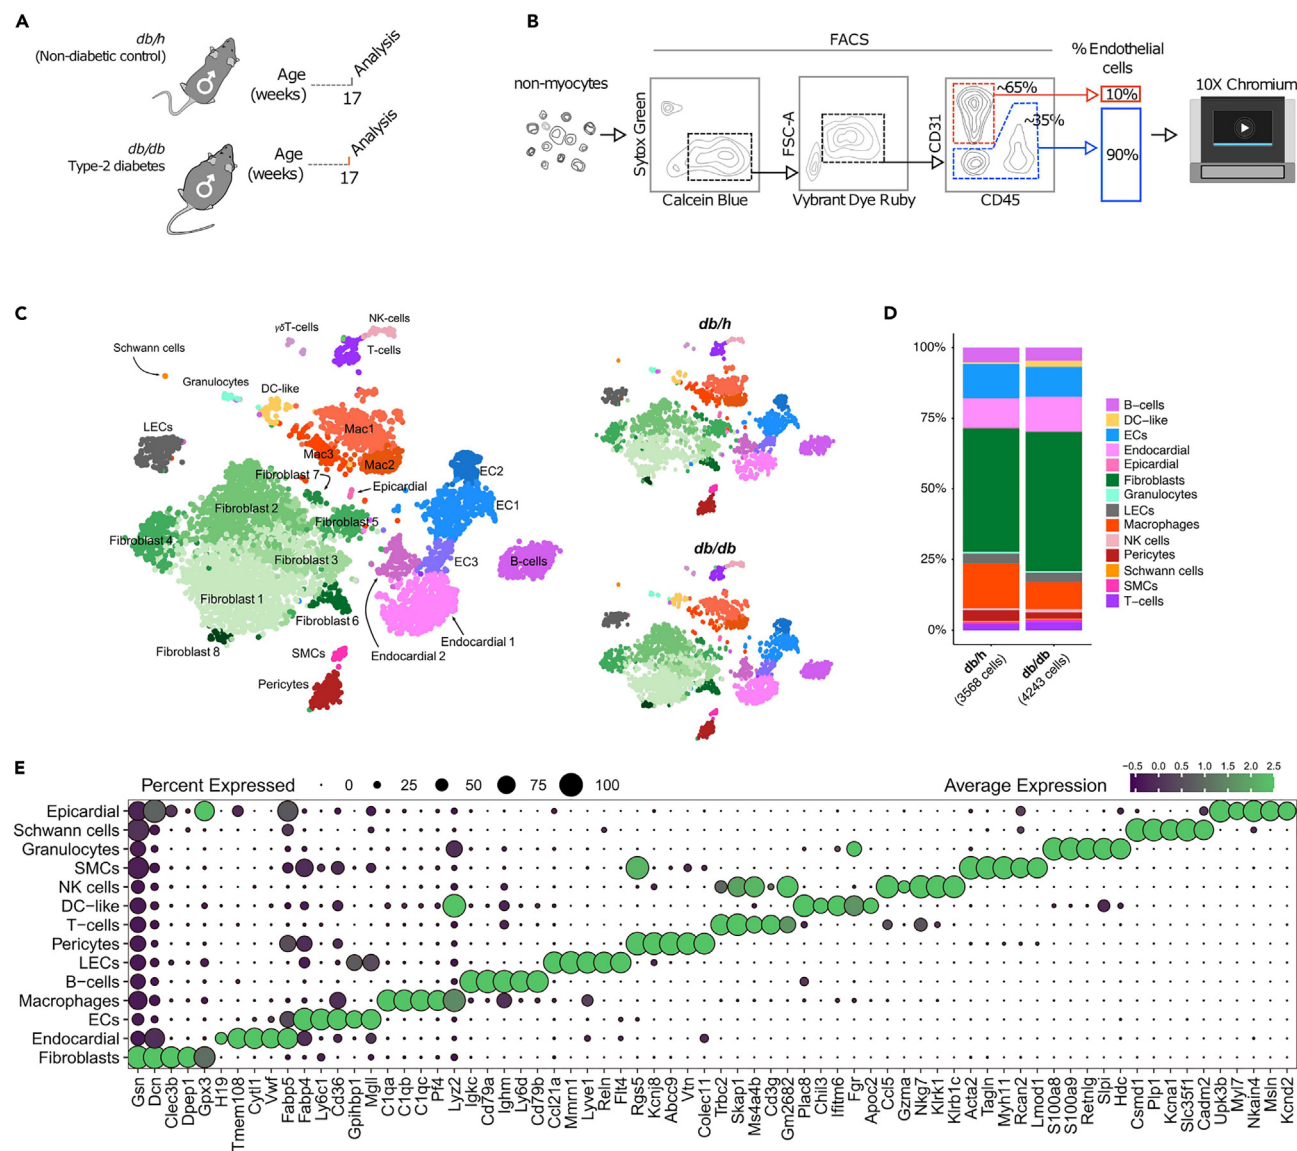 A
db/h
(Non-diabetic control)
Age
(weeks)
Analysis
17
db/db
Type-2 diabetes
Age
(weeks)
Analysis
17
B
FACS
non-myocytes
Sytox Green
Calcein Blue
FSC-A
Vybrant Dye Ruby
CD31
CD45
~65%
~35%
% Endothelial
cells
10%
90%
10X Chromium
C
Schwann cells
γδT-cells
NK-cells
T-cells
Granulocytes
DC-like
LECs
Mac1
Mac3
Mac2
Fibroblast 7
Epicardial
EC2
EC1
Fibroblast 2
Fibroblast 5
Fibroblast 4
Fibroblast 3
EC3
B-cells
Fibroblast 1
Fibroblast 6
Endocardial 1
Fibroblast 8
SMCs
Endocardial 2
Pericytes
db/h
db/db
D
100%
75%
50%
25%
0%
db/h
(3568 cells)
db/db
(4243 cells)
B−cells
DC−like
ECs
Endocardial
Epicardial
Fibroblasts
Granulocytes
LECs
Macrophages
NK cells
Pericytes
Schwann cells
SMCs
T−cells
E
Percent Expressed 0 25 50 75 100
Average Expression
−0.5 0.0 0.5 1.0 1.5 2.0 2.5
Epicardial
Schwann cells
Granulocytes
SMCs
NK cells
DC−like
T−cells
Pericytes
LECs
B−cells
Macrophages
ECs
Endocardial
Fibroblasts
Gsn
Dcn
Clec3b
Dpep1
Gpx3
H19
Tmem108
Cytl1
Vwf
Fabp5
Fabp4
Ly6c1
Cd36
Gpihbp1
Mgll
C1qa
C1qb
C1qc
Pf4
Lyz2
Igkc
Cd79a
Ighm
Ly6d
Cd79b
Ccl21a
Mmrn1
Lyve1
Reln
Flt4
Rgs5
Kcnj8
Abcc9
Vtn
Colec11
Trbc2
Skap1
Ms4a4b
Cd3g
Gm2682
Plac8
Chil3
Ifitm6
Fgr
Apoc2
Ccl5
Gzma
Nkg7
Klrk1
Klrb1c
Acta2
Tagln
Myh11
Rcan2
Lmod1
S100a8
S100a9
Retnlg
Slpi
Hdc
Csmd1
Plp1
Kcna1
Slc35f1
Cadm2
Upk3b
Myl7
Nkain4
Msln
Kcnd2